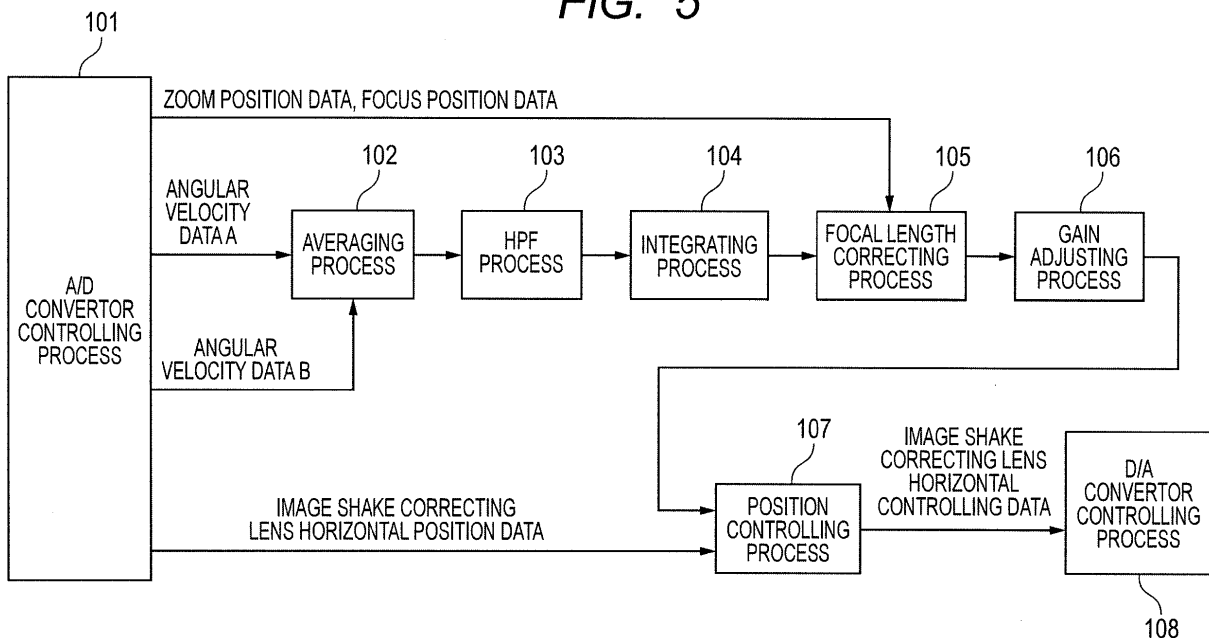 FIG. 5
101
ZOOM POSITION DATA, FOCUS POSITION DATA
102
103
104
105
106
ANGULAR
VELOCITY
DATA A
AVERAGING
PROCESS
HPF
PROCESS
INTEGRATING
PROCESS
FOCAL LENGTH
CORRECTING
PROCESS
GAIN
ADJUSTING
PROCESS
A/D
CONVERTOR
CONTROLLING
PROCESS
ANGULAR
VELOCITY DATA B
107
IMAGE SHAKE
CORRECTING LENS
HORIZONTAL
CONTROLLING DATA
IMAGE SHAKE CORRECTING
LENS HORIZONTAL POSITION DATA
POSITION
CONTROLLING
PROCESS
D/A
CONVERTOR
CONTROLLING
PROCESS
108